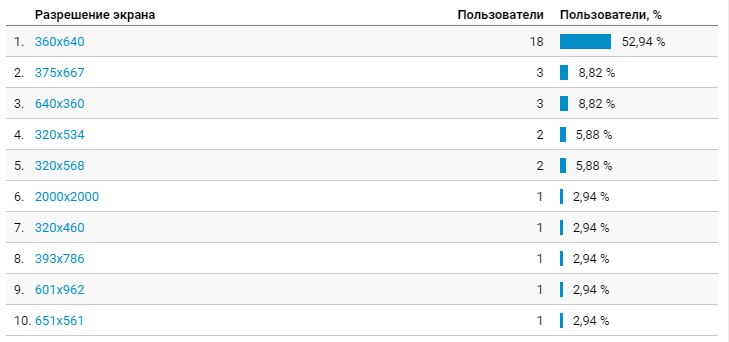 Разрешение экрана Пользователи Пользователи, %
1. 360x640 18 52,94 %
2. 375x667 3 8,82 %
3. 640x360 3 8,82 %
4. 320x534 2 5,88 %
5. 320x568 2 5,88 %
6. 2000x2000 1 2,94 %
7. 320x460 1 2,94 %
8. 393x786 1 2,94 %
9. 601x962 1 2,94 %
10. 651x561 1 2,94 %